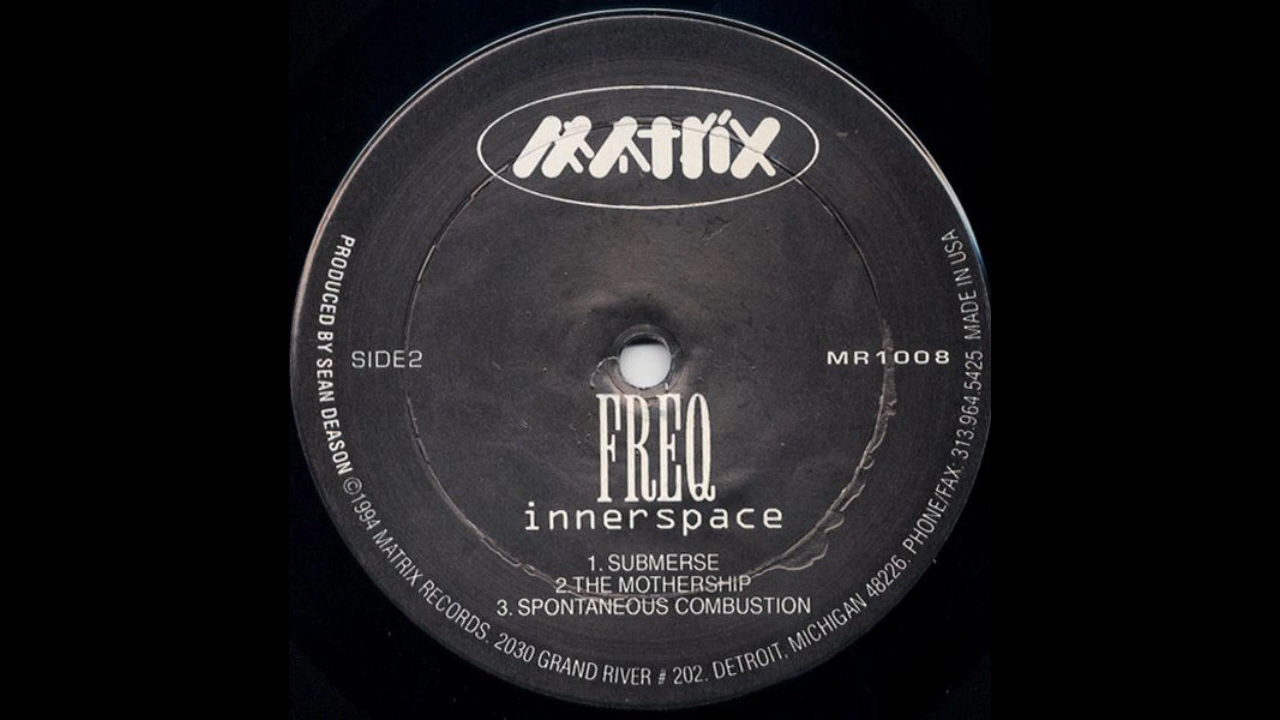 MATRIX
SIDE2
MR1008
FREQ
innerspace
1. SUBMERSE
2. THE MOTHERSHIP
3. SPONTANEOUS COMBUSTION
PRODUCED BY SEAN DEASON ©1994 MATRIX RECORDS. 2030 GRAND RIVER # 202. DETROIT, MICHIGAN 48226. PHONE/FAX: 313.964.5425 MADE IN USA